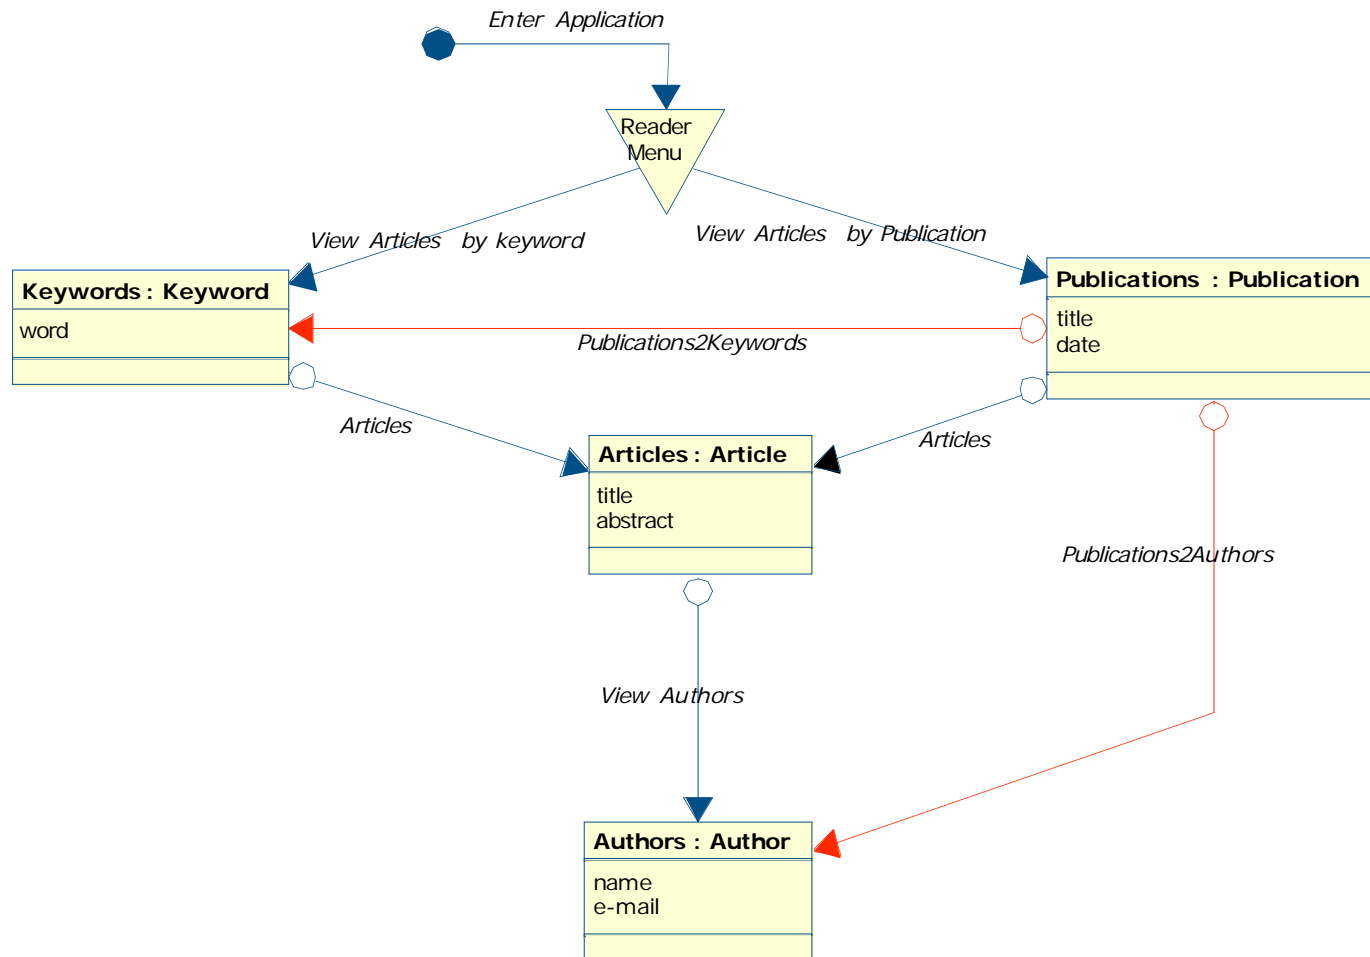 Enter Application
Reader
Menu
View Articles by keyword
View Articles by Publication
Keywords : Keyword
word
Publications : Publication
title
date
Publications2Keywords
Articles
Articles
Articles : Article
title
abstract
Publications2Authors
View Authors
Authors : Author
name
e-mail